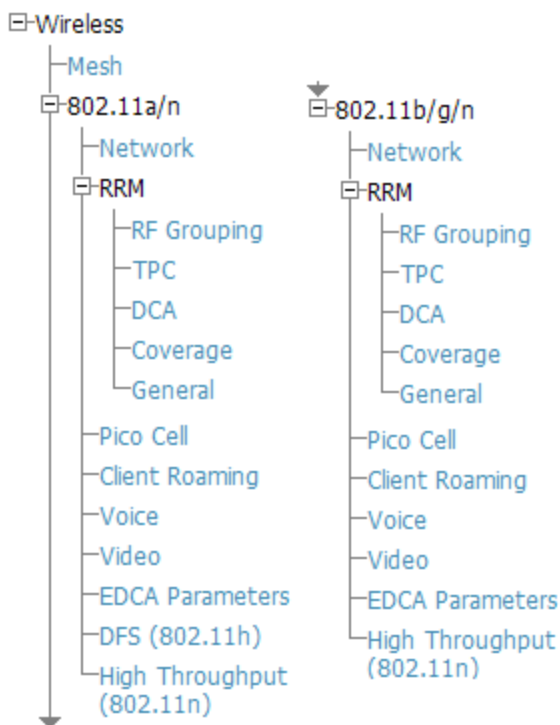 Wireless
Mesh
802.11a/n
Network
RRM
RF Grouping
TPC
DCA
Coverage
General
Pico Cell
Client Roaming
Voice
Video
EDCA Parameters
DFS (802.11h)
High Throughput
(802.11n)
802.11b/g/n
Network
RRM
RF Grouping
TPC
DCA
Coverage
General
Pico Cell
Client Roaming
Voice
Video
EDCA Parameters
High Throughput
(802.11n)